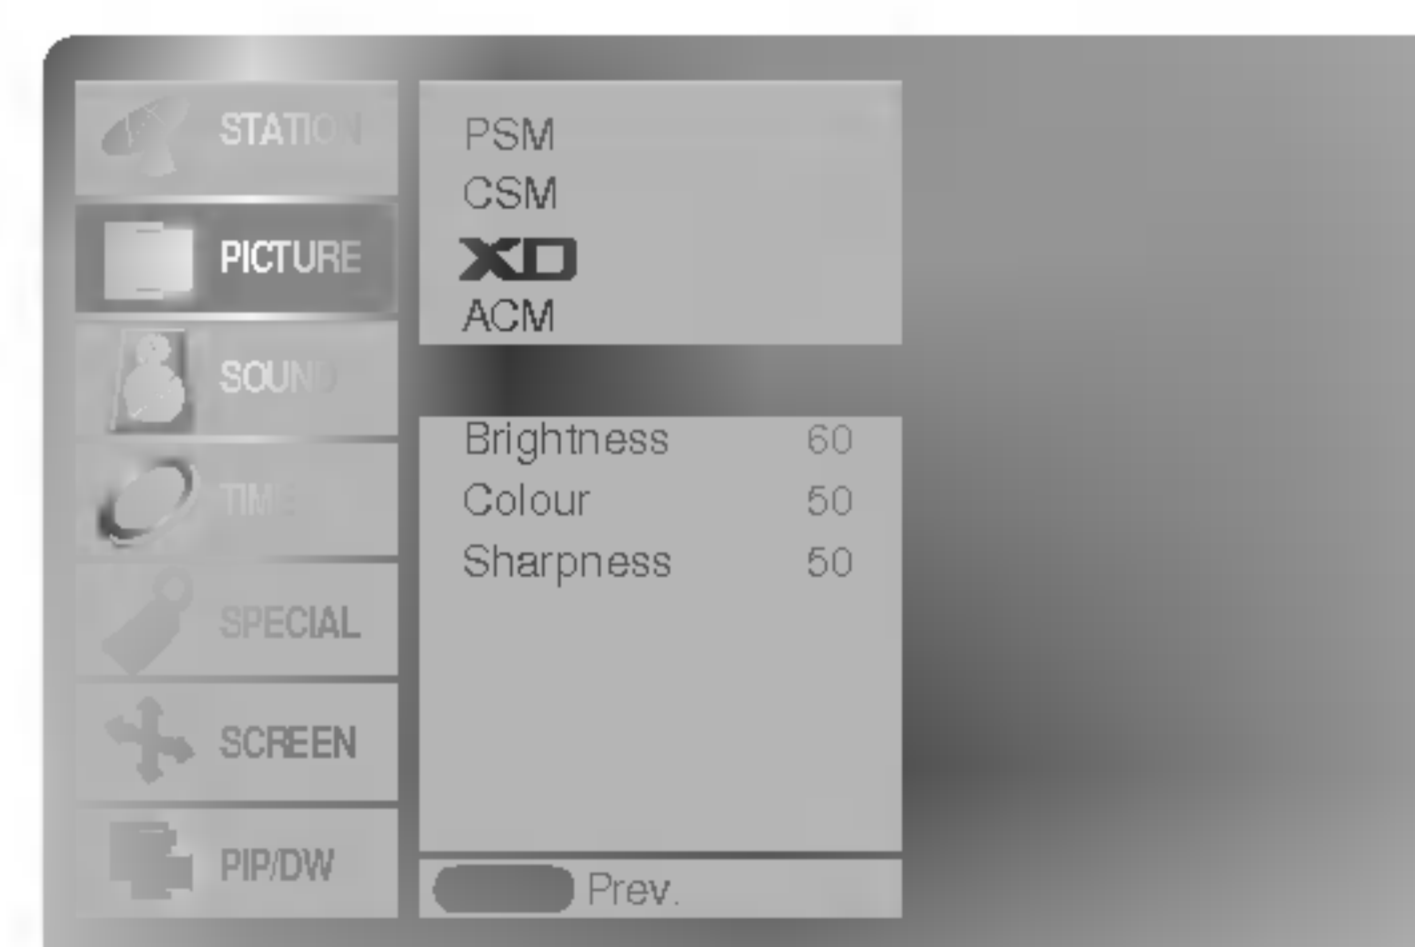 STATION
PICTURE
SOUND
TIME
SPECIAL
SCREEN
PIP/DW
PSM
CSM
XD
ACM
Brightness 60
Colour 50
Sharpness 50
Prev.